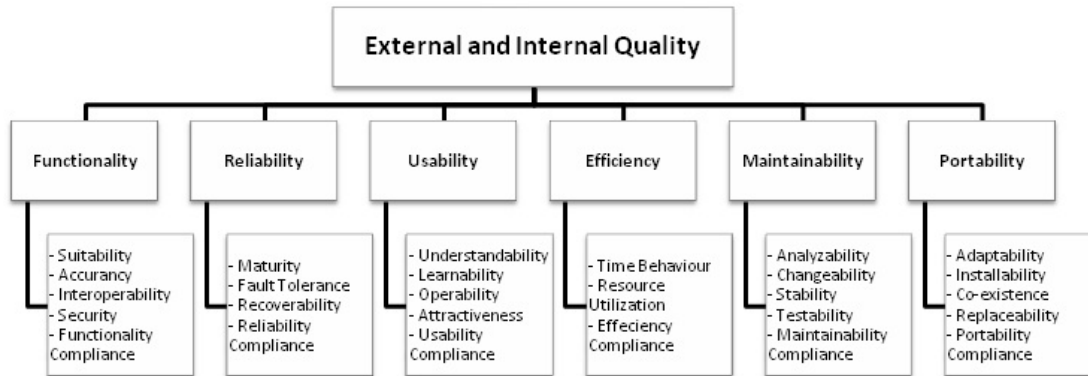 External and Internal Quality
Functionality
Reliability
Usability
Efficiency
Maintainability
Portability
- Suitability
- Accurancy
- Interoperability
- Security
- Functionality
Compliance
- Maturity
- Fault Tolerance
- Recoverability
- Reliability
Compliance
- Understandability
- Learnability
- Operability
- Attractiveness
- Usability
Compliance
- Time Behaviour
- Resource
Utilization
- Effeciency
Compliance
- Analyzability
- Changeability
- Stability
- Testability
- Maintainability
Compliance
- Adaptability
- Installability
- Co-existence
- Replaceability
- Portability
Compliance